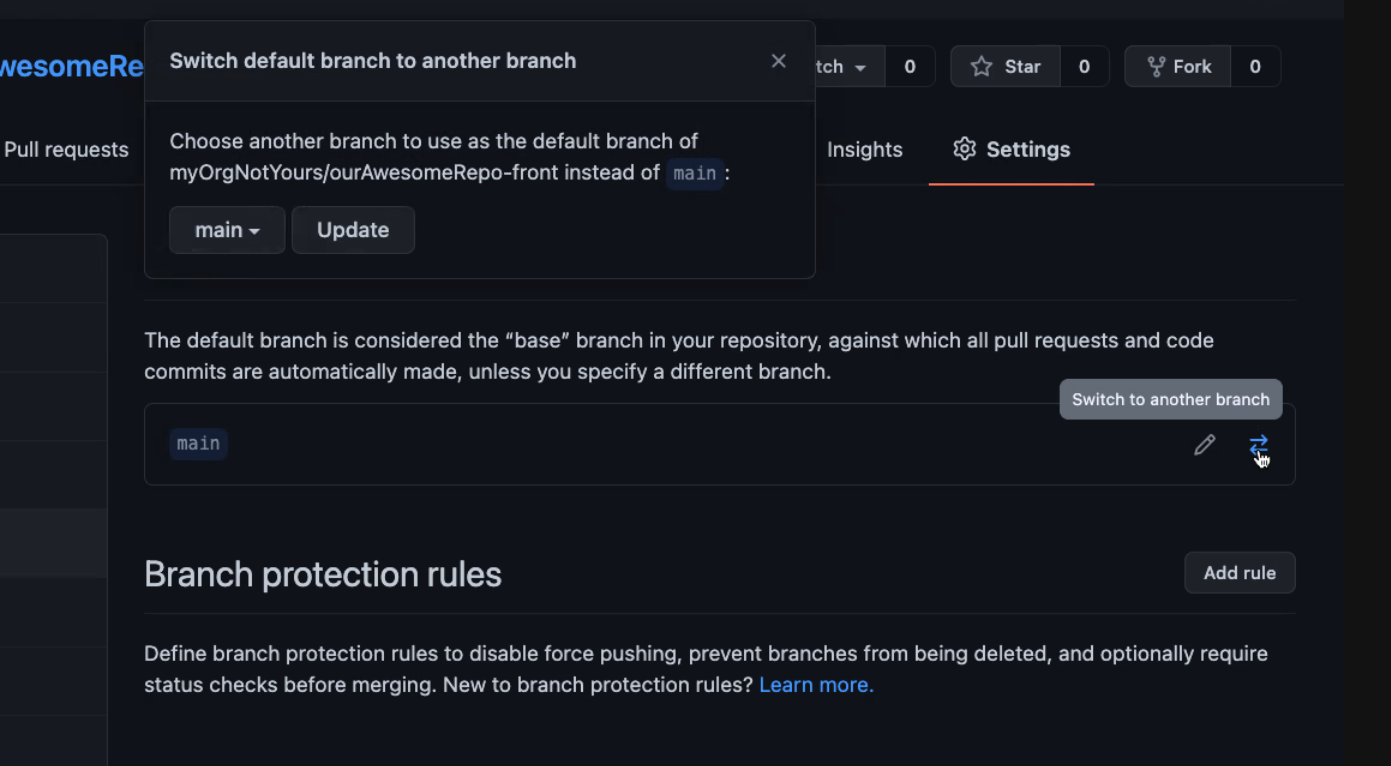 Switch default branch to another branch
wesomeRe
tch 0 Star 0 Fork 0
Pull requests
Insights Settings
Choose another branch to use as the default branch of
myOrgNotYours/ourAwesomeRepo-front instead of main :
main Update
The default branch is considered the “base” branch in your repository, against which all pull requests and code
commits are automatically made, unless you specify a different branch.
Switch to another branch
main
Branch protection rules
Add rule
Define branch protection rules to disable force pushing, prevent branches from being deleted, and optionally require
status checks before merging. New to branch protection rules? Learn more.